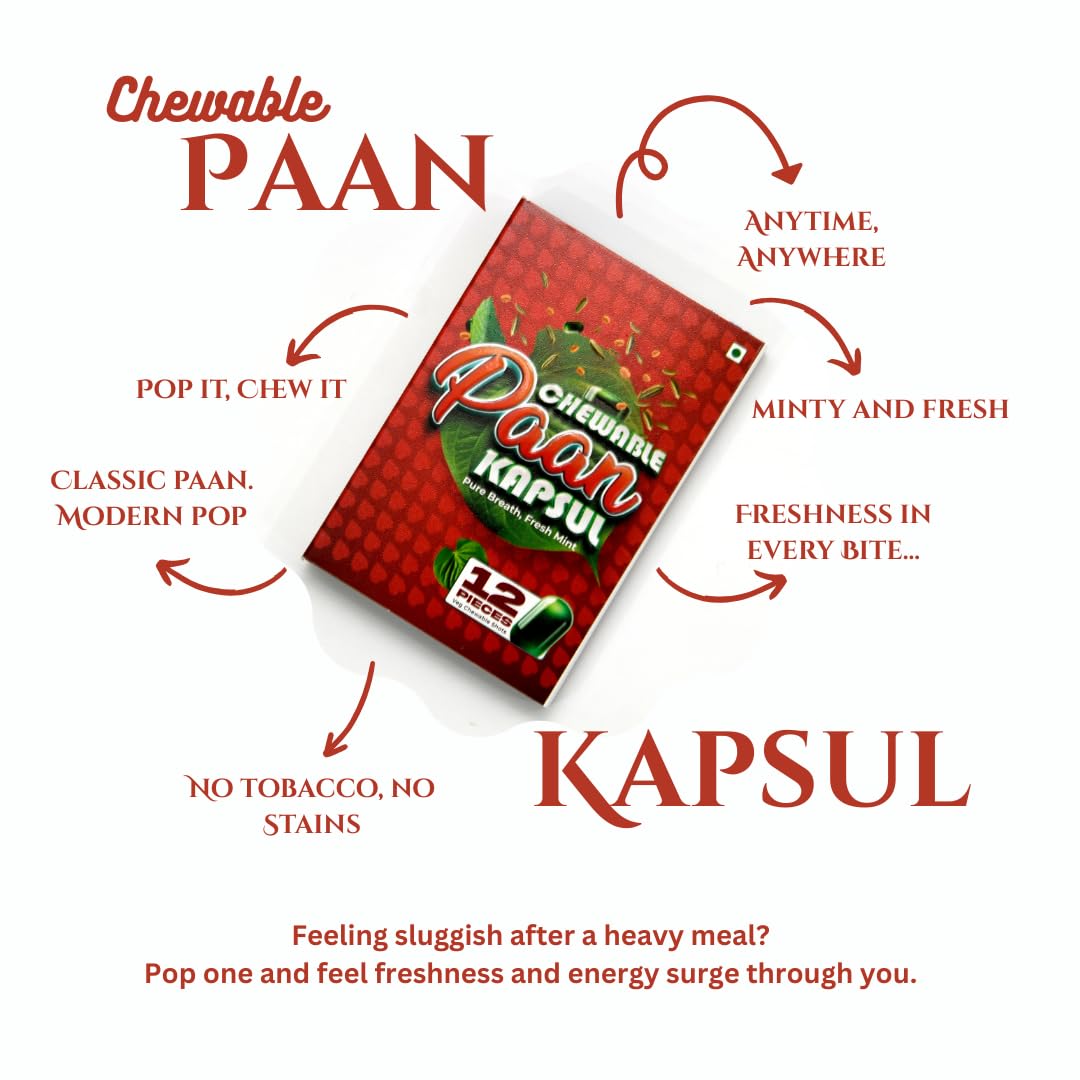 Chewable
PAAN
ANYTIME,
ANYWHERE
POP IT, CHEW IT
MINTY AND FRESH
CLASSIC PAAN.
MODERN POP
FRESHNESS IN
EVERY BITE...
CHEWABLE
Paan
KAPSUL
Pure Breath, Fresh Mint
12
PIECES
Veg Chewable Shots
NO TOBACCO, NO
STAINS
KAPSUL
Feeling sluggish after a heavy meal?
Pop one and feel freshness and energy surge through you.